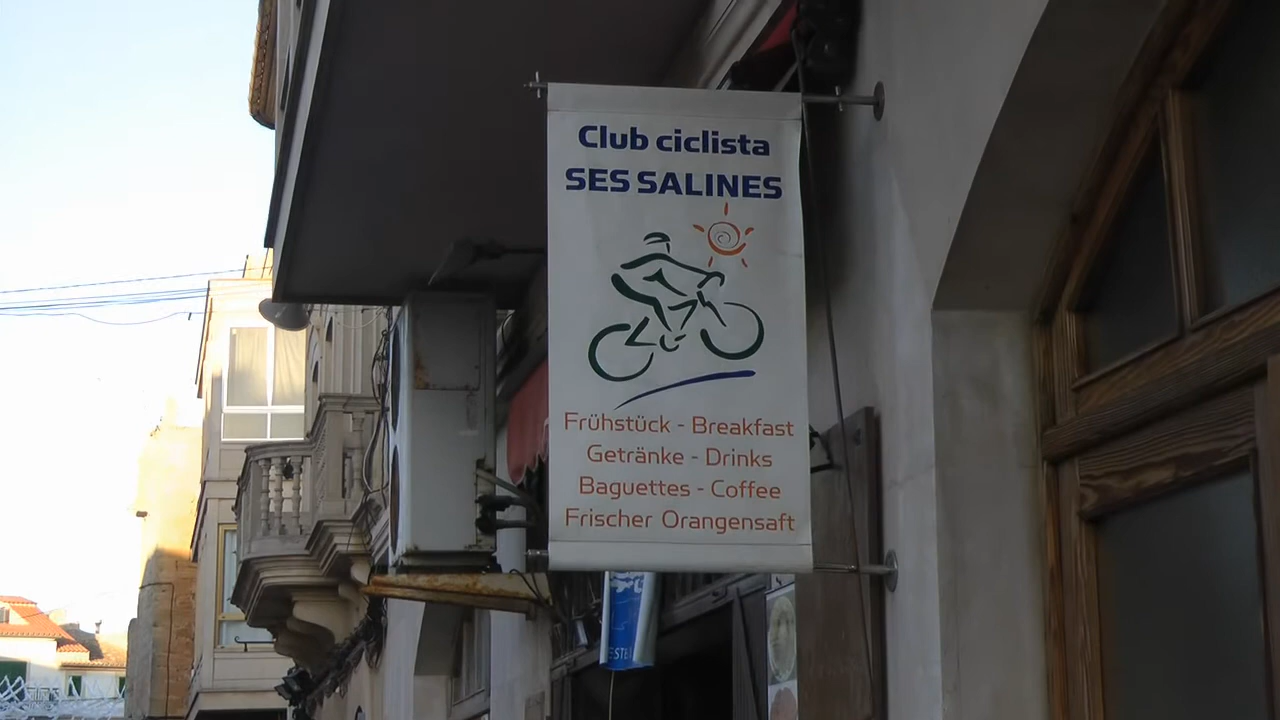 Club ciclista
SES SALINES
Frühstück - Breakfast
Getränke - Drinks
Baguettes - Coffee
Frischer Orangensaft